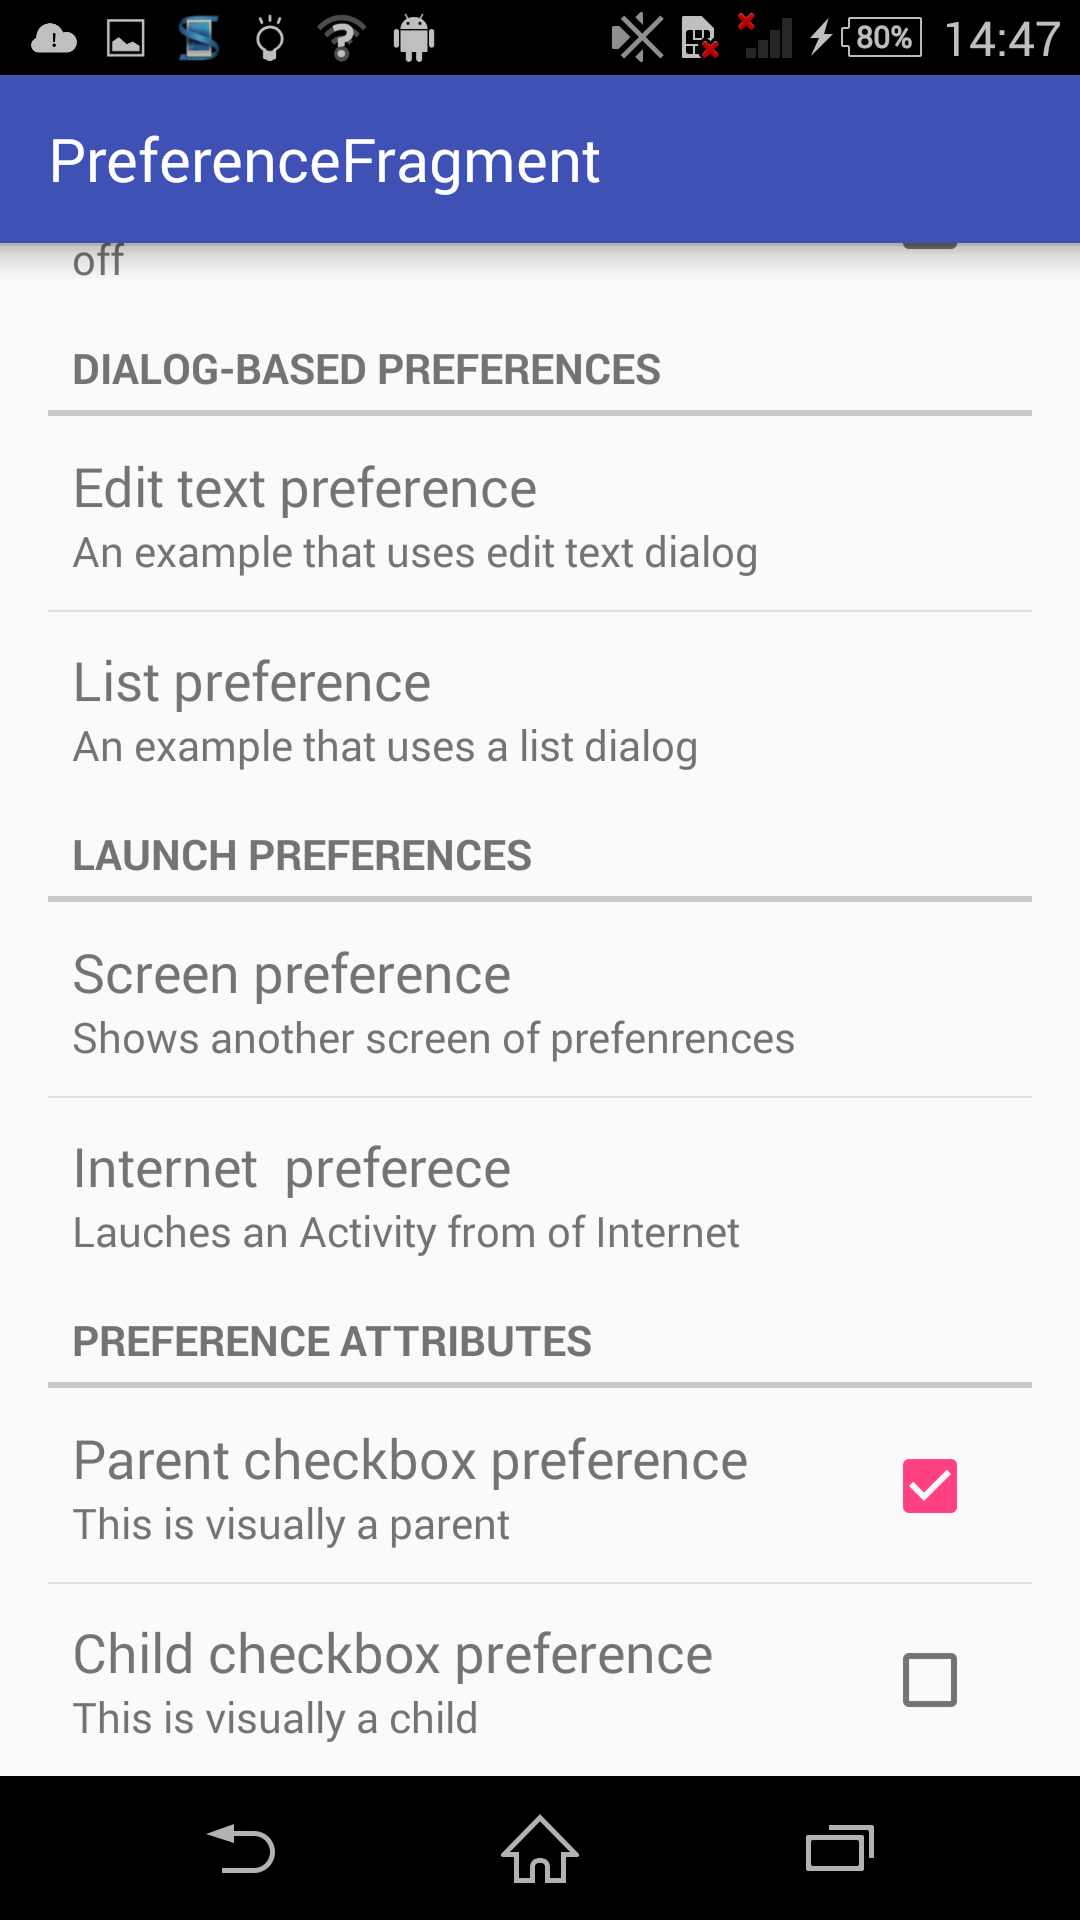 80%
14:47
PreferenceFragment
off
DIALOG-BASED PREFERENCES
Edit text preference
An example that uses edit text dialog
List preference
An example that uses a list dialog
LAUNCH PREFERENCES
Screen preference
Shows another screen of prefenrences
Internet  preferece
Lauches an Activity from of Internet
PREFERENCE ATTRIBUTES
Parent checkbox preference
This is visually a parent
Child checkbox preference
This is visually a child